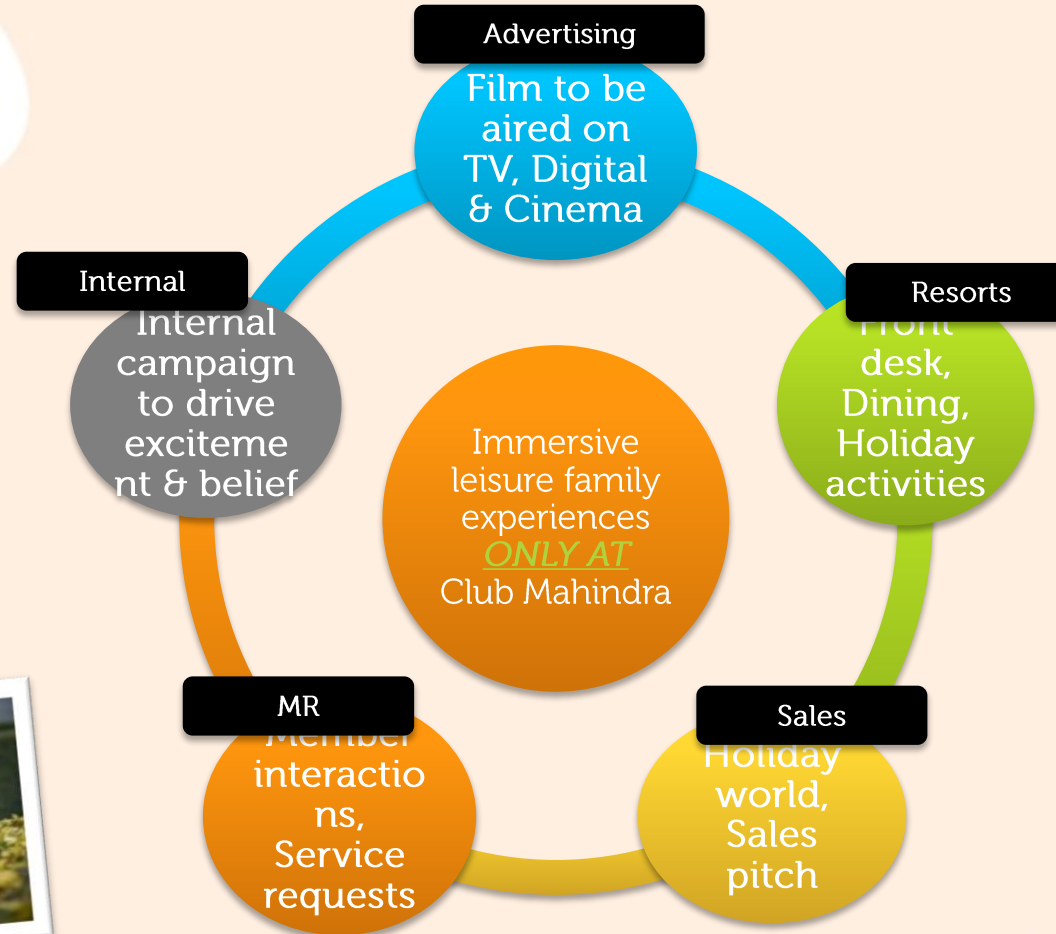 Advertising
Film to be
aired on
TV, Digital
& Cinema
Resorts
Front
desk,
Dining,
Holiday
activities
Sales
Holiday
world,
Sales
pitch
MR
Member
interactio
ns,
Service
requests
Internal
Internal
campaign
to drive
exciteme
nt & belief
Immersive
leisure family
experiences
ONLY AT
Club Mahindra